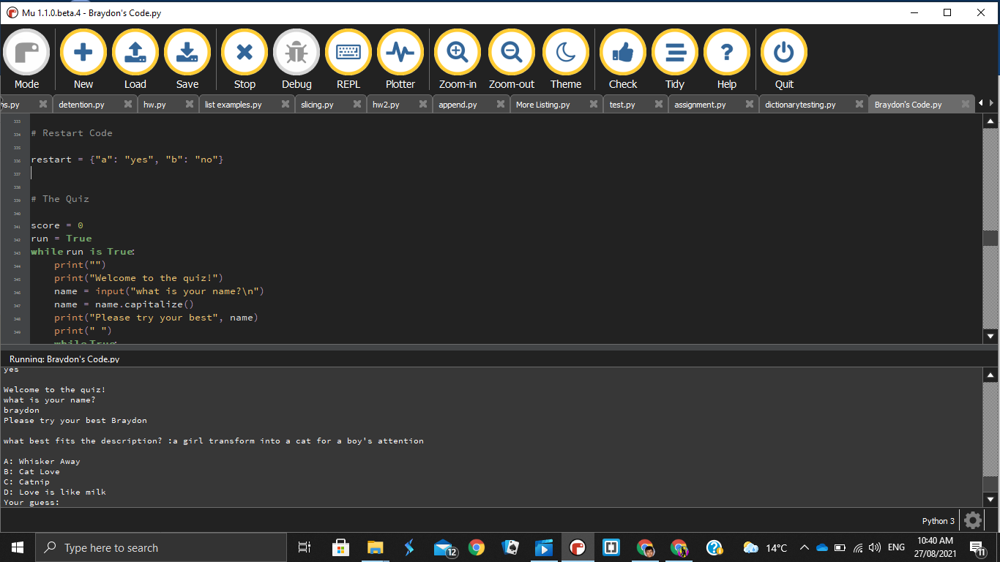 Mu 1.1.0.beta.4 - Braydon's Code.py
Mode New Load Save Stop Debug REPL Plotter Zoom-in Zoom-out Theme Check Tidy Help Quit
ns.py detention.py hw.py list examples.py slicing.py hw2.py append.py More Listing.py test.py assignment.py dictionarytesting.py Braydon's Code.py
333
334 # Restart Code
335
336 restart = {"a": "yes", "b": "no"}
337
338
339 # The Quiz
340
341 score = 0
342 run = True
343 while run is True:
344 print("")
345 print("Welcome to the quiz!")
346 name = input("what is your name?\n")
347 name = name.capitalize()
348 print("Please try your best", name)
349 print(" ")
while True:
Running: Braydon's Code.py
yes
Welcome to the quiz!
what is your name?
braydon
Please try your best Braydon
what best fits the description? :a girl transform into a cat for a boy's attention
A: Whisker Away
B: Cat Love
C: Catnip
D: Love is like milk
Your guess:
Python 3
Type here to search
12
14°C
ENG
10:40 AM
27/08/2021
11